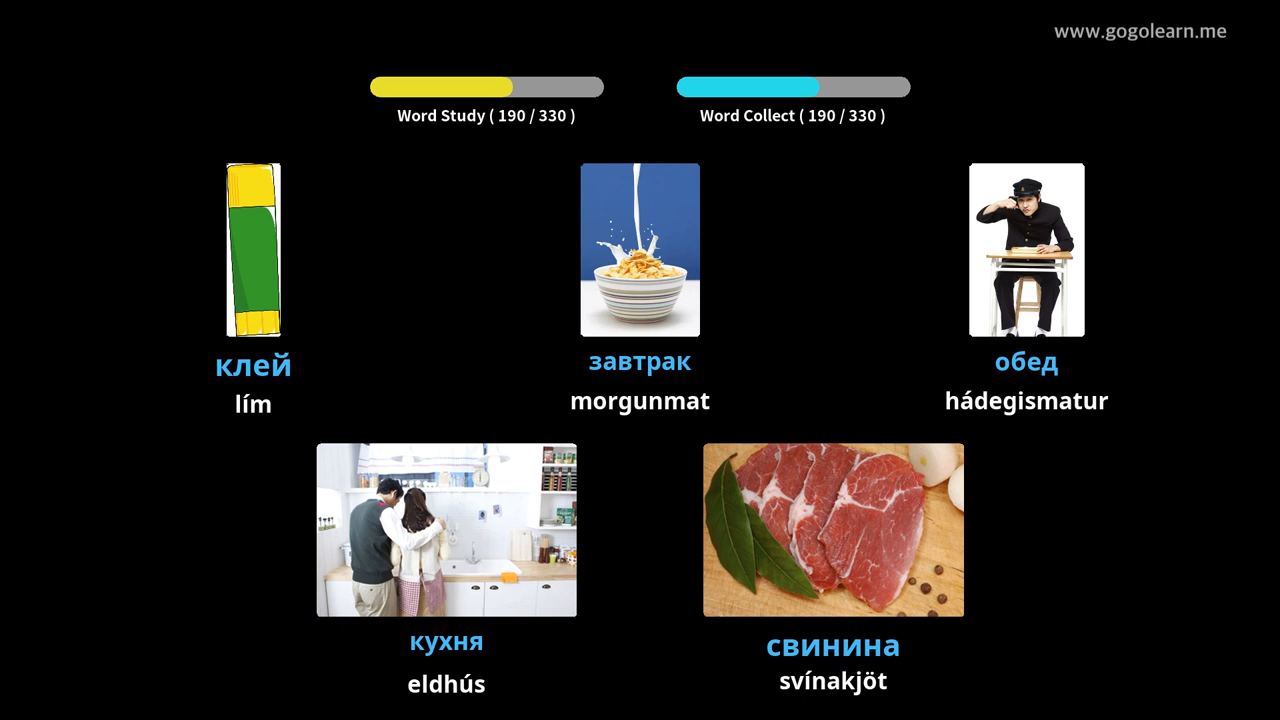 www.gogolearn.me
Word Study ( 190 / 330 )
Word Collect ( 190 / 330 )
клей
завтрак
обед
lím
morgunmat
hádegismatur
кухня
свинина
eldhús
svínakjöt